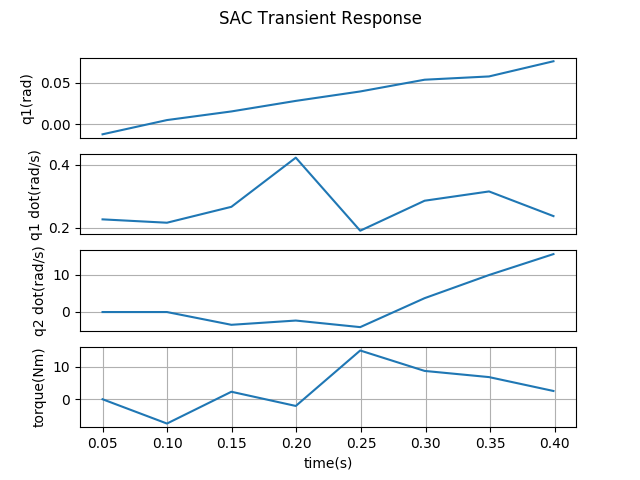 SAC Transient Response
q1(rad)
0.05
0.00
q1 dot(rad/s)
0.4
0.2
q2 dot(rad/s)
10
0
torque(Nm)
10
0
0.05 0.10 0.15 0.20 0.25 0.30 0.35 0.40
time(s)